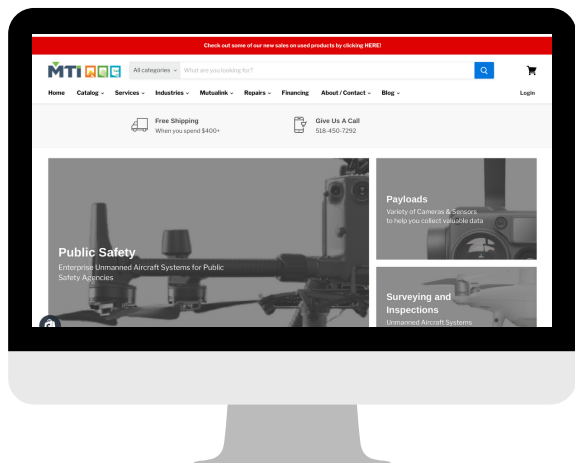 Check out some of our new sales on used products by clicking HERE!
MTi
All categories
What are you looking for?
Home Catalog Services Industries Mutualink Repairs Financing About / Contact Blog Login
Free Shipping
When you spend $400+
Give Us A Call
518-450-7292
Public Safety
Enterprise Unmanned Aircraft Systems for Public
Safety Agencies
Payloads
Variety of Cameras & Sensors
to help you collect valuable data
Surveying and
Inspections
Unmanned Aircraft Systems